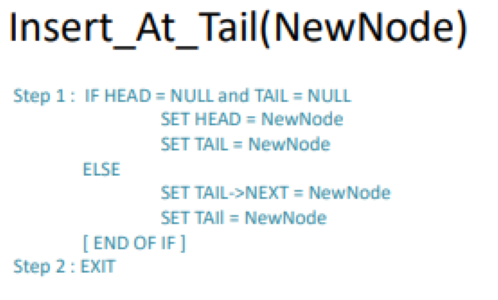 Insert_At_Tail(NewNode)
Step 1 : IF HEAD = NULL and TAIL = NULL
SET HEAD = NewNode
SET TAIL = NewNode
ELSE
SET TAIL->NEXT = NewNode
SET TAIl = NewNode
[ END OF IF ]
Step 2 : EXIT